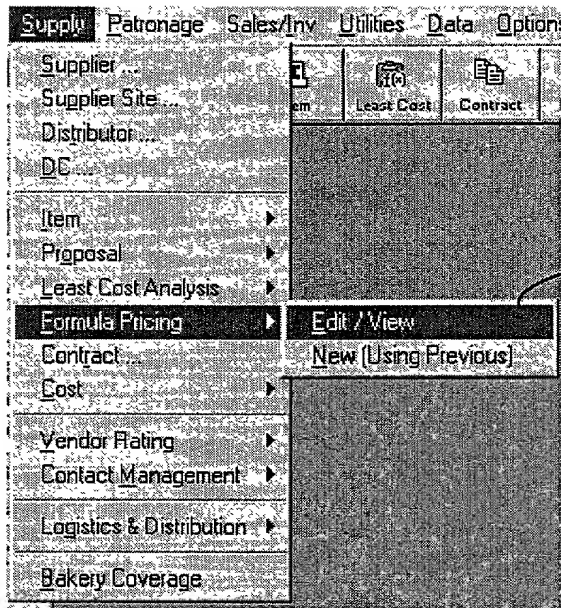 Supply Patronage Sales/Inv Utilities Data Option
Supplier ...
Supplier Site ...
Distributor ...
DC ...
em Least Cost Contract
Item
Proposal
Least Cost Analysis
Formula Pricing
Edit / View
New (Using Previous)
Contract ...
Cost
Vendor Rating
Contact Management
Logistics & Distribution
Bakery Coverage